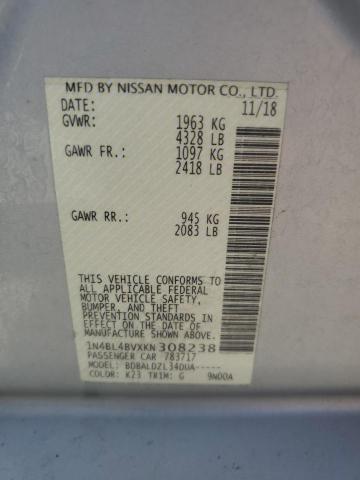 MFD BY NISSAN MOTOR CO., LTD.
DATE: 11/18
GVWR: 1963 KG
4328 LB
GAWR FR.: 1097 KG
2418 LB
GAWR RR.: 945 KG
2083 LB
THIS VEHICLE CONFORMS TO
ALL APPLICABLE FEDERAL
MOTOR VEHICLE SAFETY,
BUMPER, AND THEFT
PREVENTION STANDARDS
IN EFFECT ON THE DATE OF
MANUFACTURE SHOWN ABOVE.
1N4BL4BVXKN308238
PASSENGER CAR 783717
MODEL: BDBALDZL34DUA-----
COLOR: K23 TRIM: G 9N00A